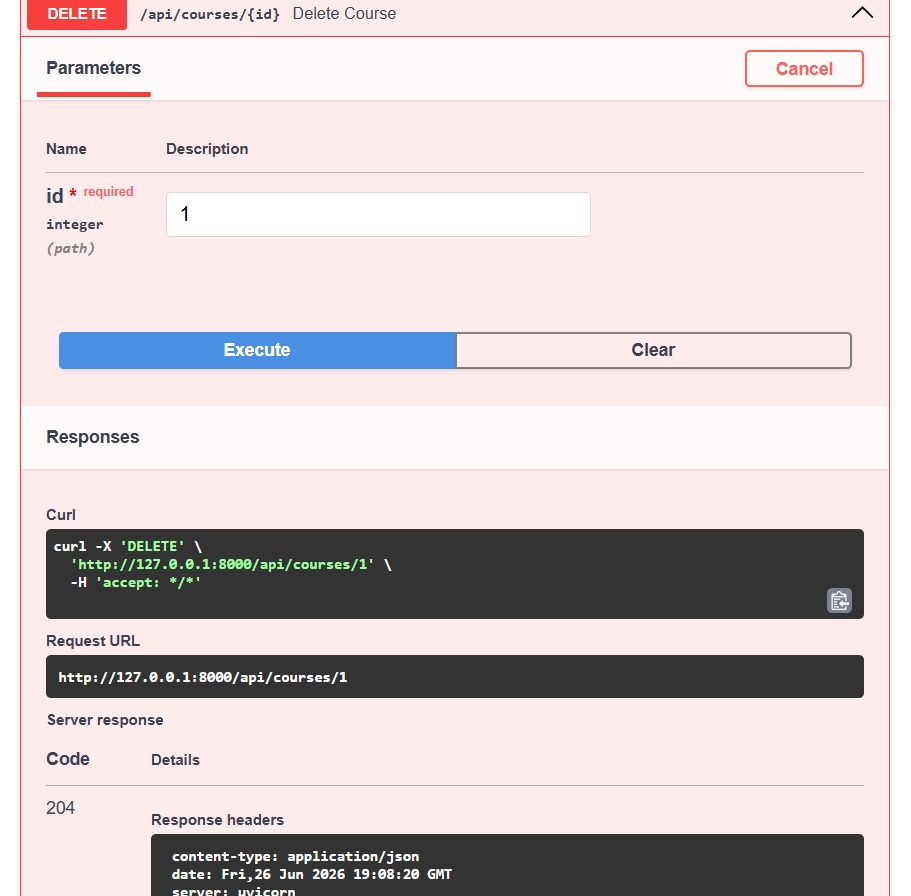 DELETE /api/courses/{id} Delete Course
Parameters
Cancel
Name Description
id * required
integer
(path)
1
Execute Clear
Responses
Curl
curl -X 'DELETE' \
'http://127.0.0.1:8000/api/courses/1' \
-H 'accept: */*'
Request URL
http://127.0.0.1:8000/api/courses/1
Server response
Code Details
204
Response headers
content-type: application/json
date: Fri,26 Jun 2026 19:08:20 GMT
server: uvicorn